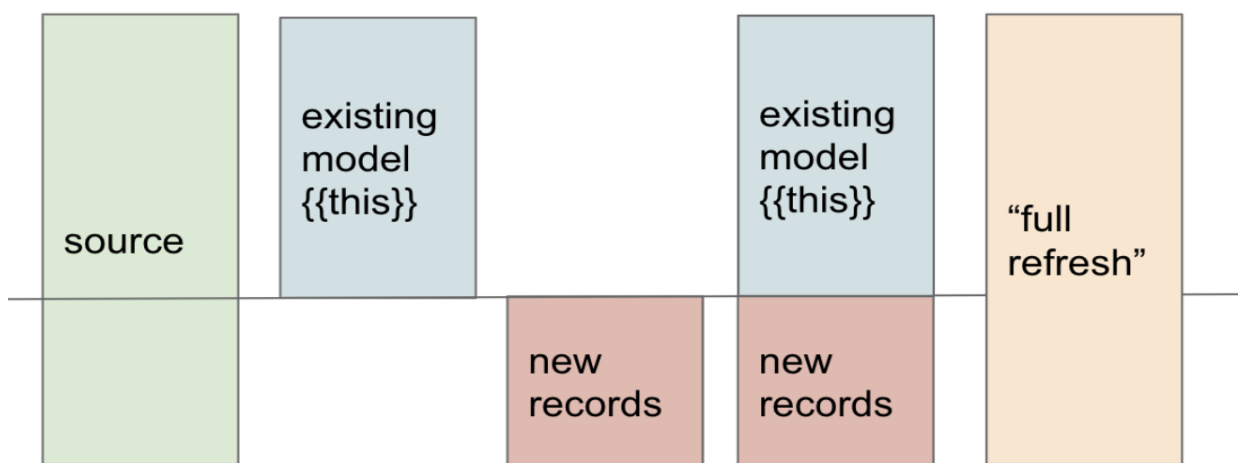 source
existing
model
{{this}}
new
records
existing
model
{{this}}
new
records
“full
refresh”